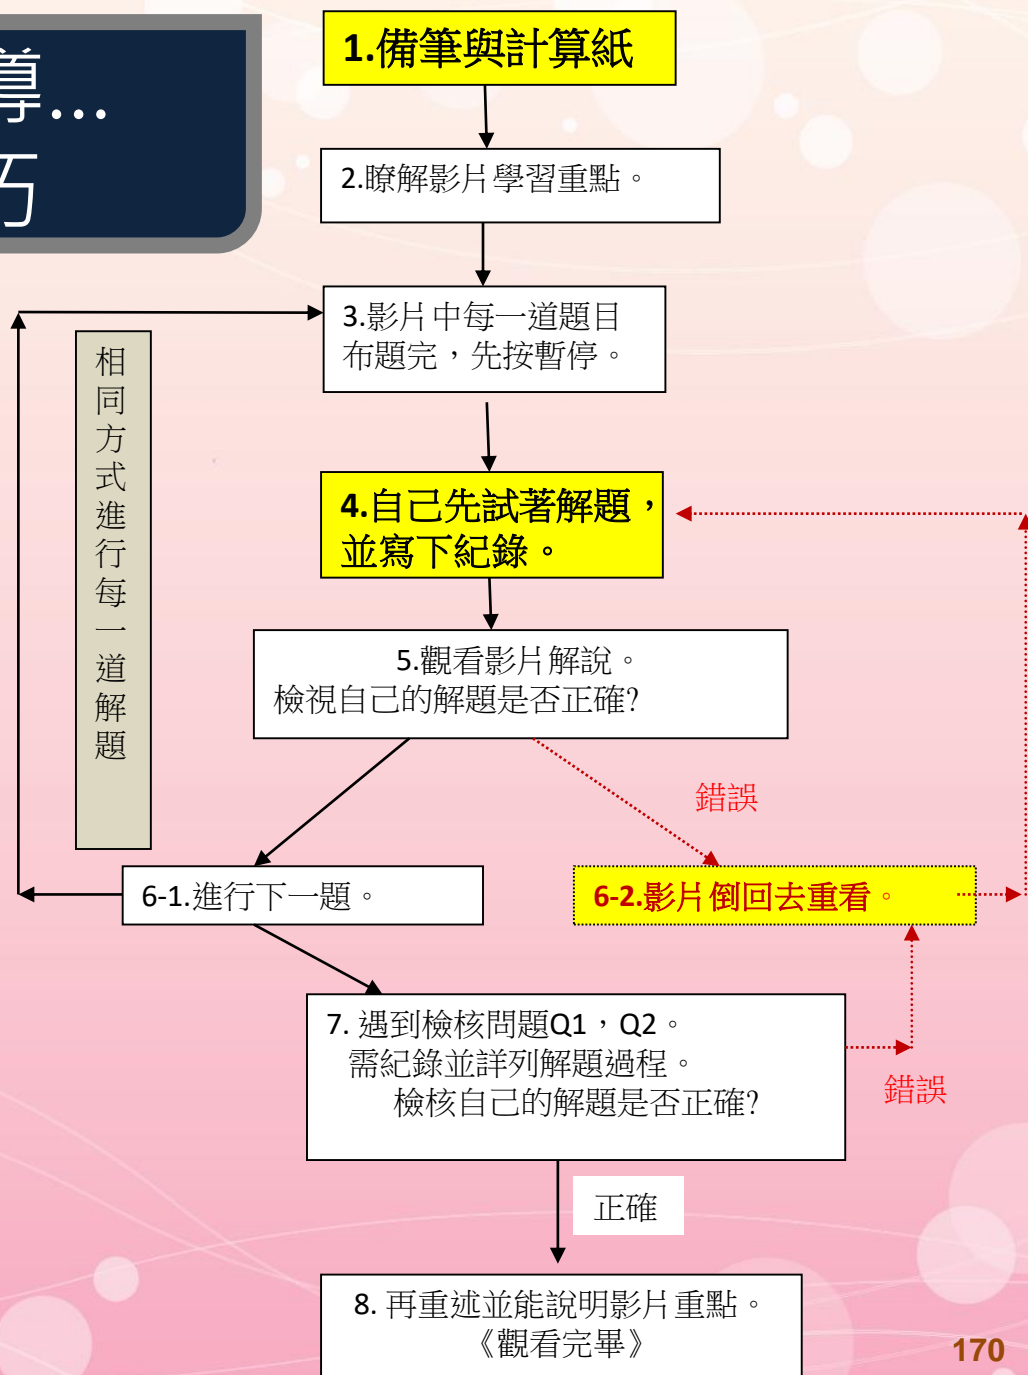 導...
巧
1.備筆與計算紙
2.瞭解影片學習重點。
3.影片中每一道題目
布題完，先按暫停。
相同方式進行每一道解題
4.自己先試著解題，
並寫下紀錄。
5.觀看影片解說。
檢視自己的解題是否正確?
錯誤
6-1.進行下一題。
6-2.影片倒回去重看。
7. 遇到檢核問題Q1，Q2。
需紀錄並詳列解題過程。
檢核自己的解題是否正確?
錯誤
正確
8. 再重述並能說明影片重點。
《觀看完畢》
170